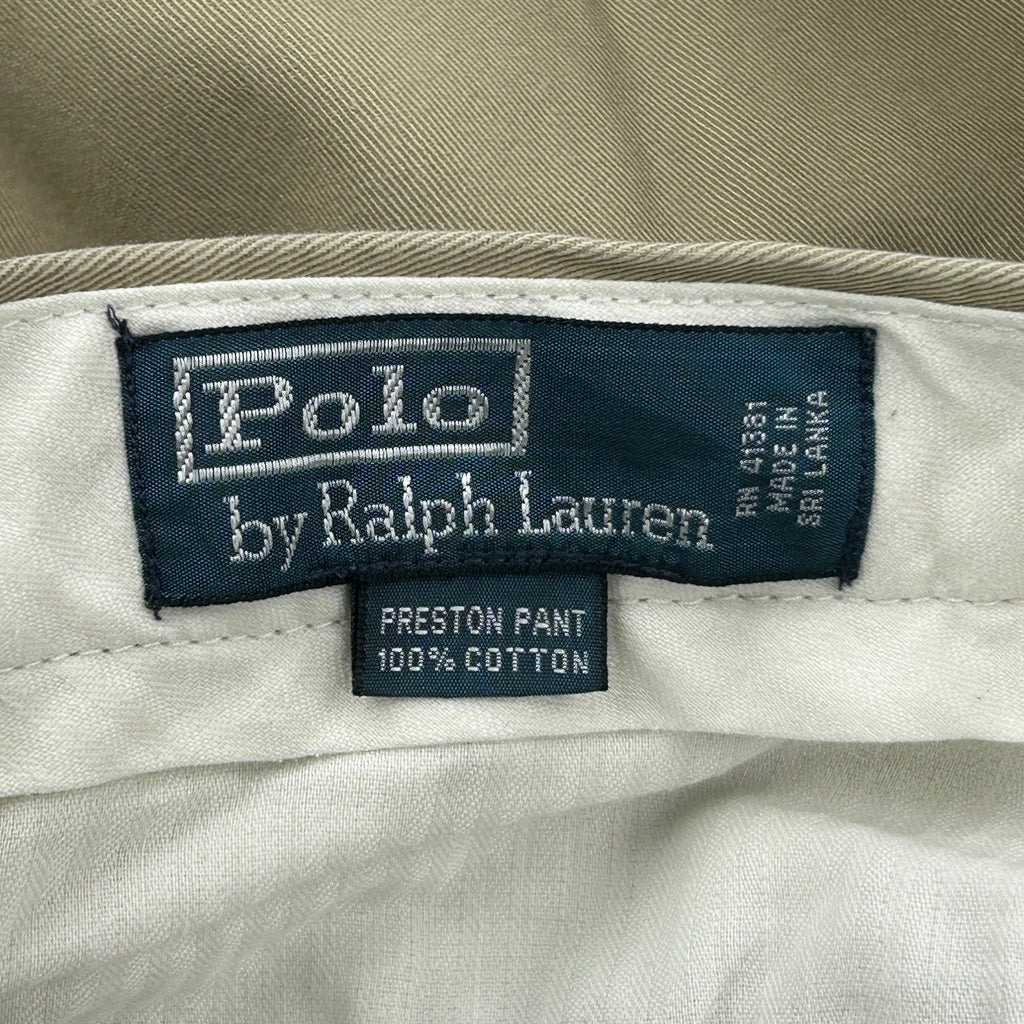 Polo
by Ralph Lauren
RN 41381
MADE IN
SRI LANKA
PRESTON PANT
100% COTTON